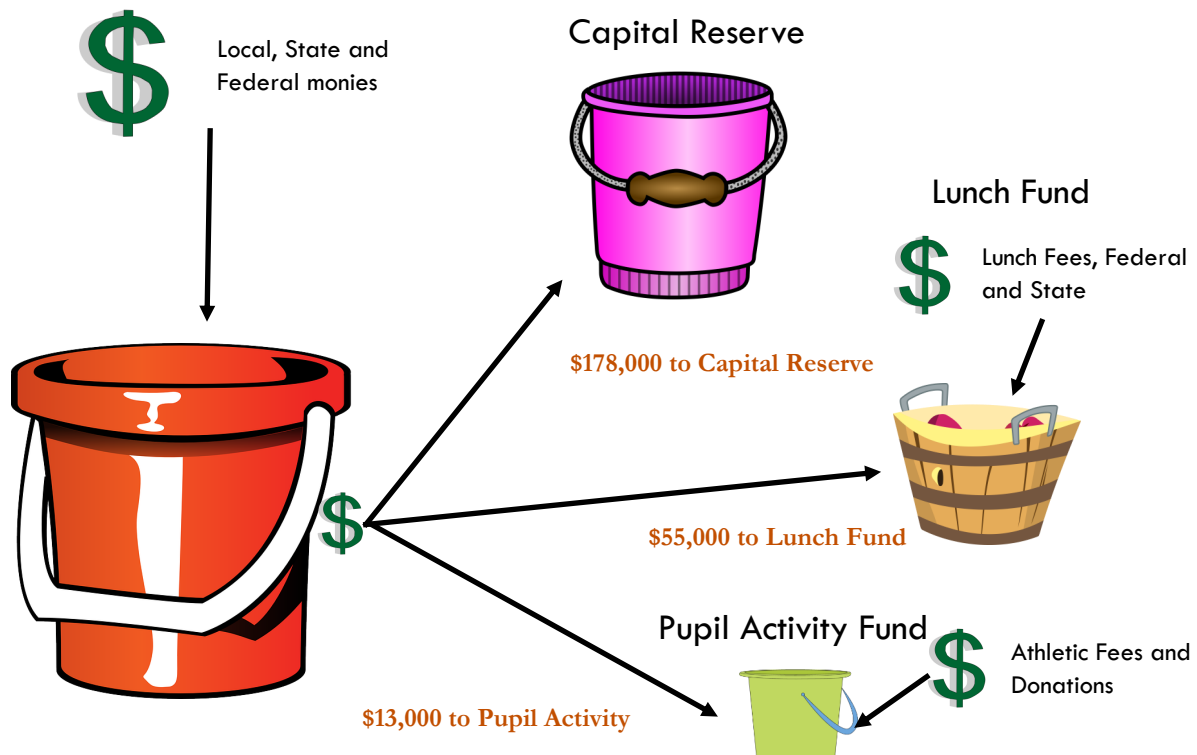 $
Local, State and
Federal monies
Capital Reserve
Lunch Fund
$
Lunch Fees, Federal
and State
$178,000 to Capital Reserve
$
$55,000 to Lunch Fund
Pupil Activity Fund
$
Athletic Fees and
Donations
$13,000 to Pupil Activity